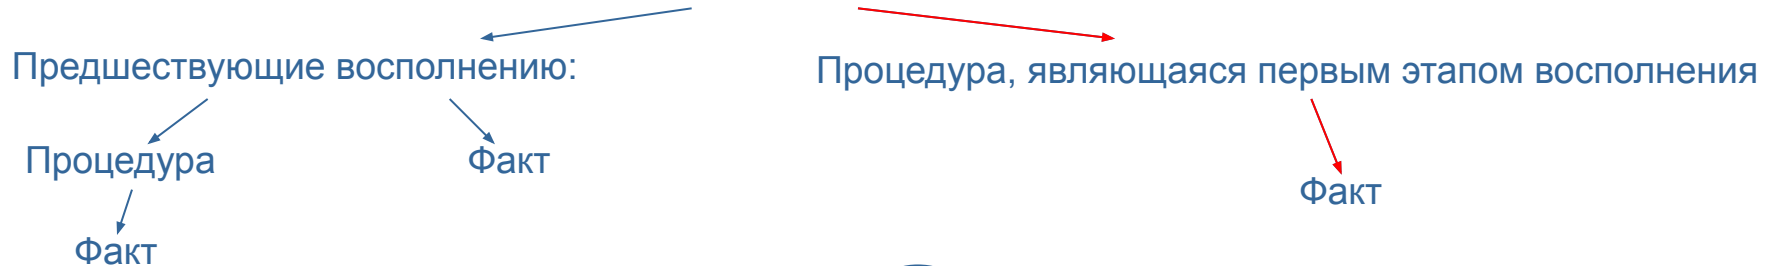 Предшествующие восполнению:
Процедура, являющаяся первым этапом восполнения
Процедура
Факт
Факт
Факт